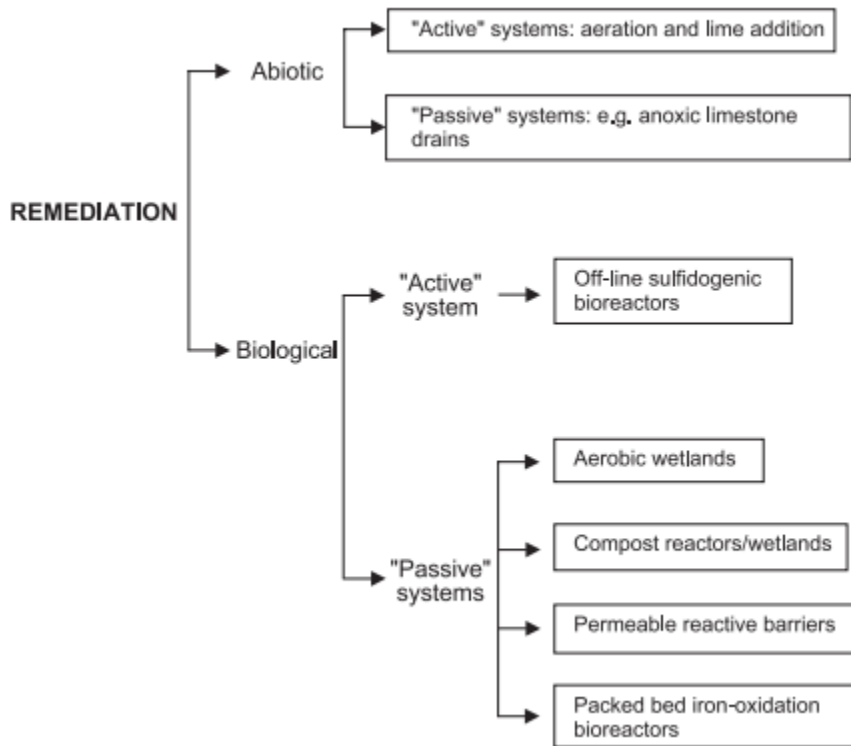 "Active" systems: aeration and lime addition
Abiotic
"Passive" systems: e.g. anoxic limestone
drains
REMEDIATION
"Active"
system
Off-line sulfidogenic
bioreactors
Biological
Aerobic wetlands
Compost reactors/wetlands
"Passive"
systems
Permeable reactive barriers
Packed bed iron-oxidation
bioreactors